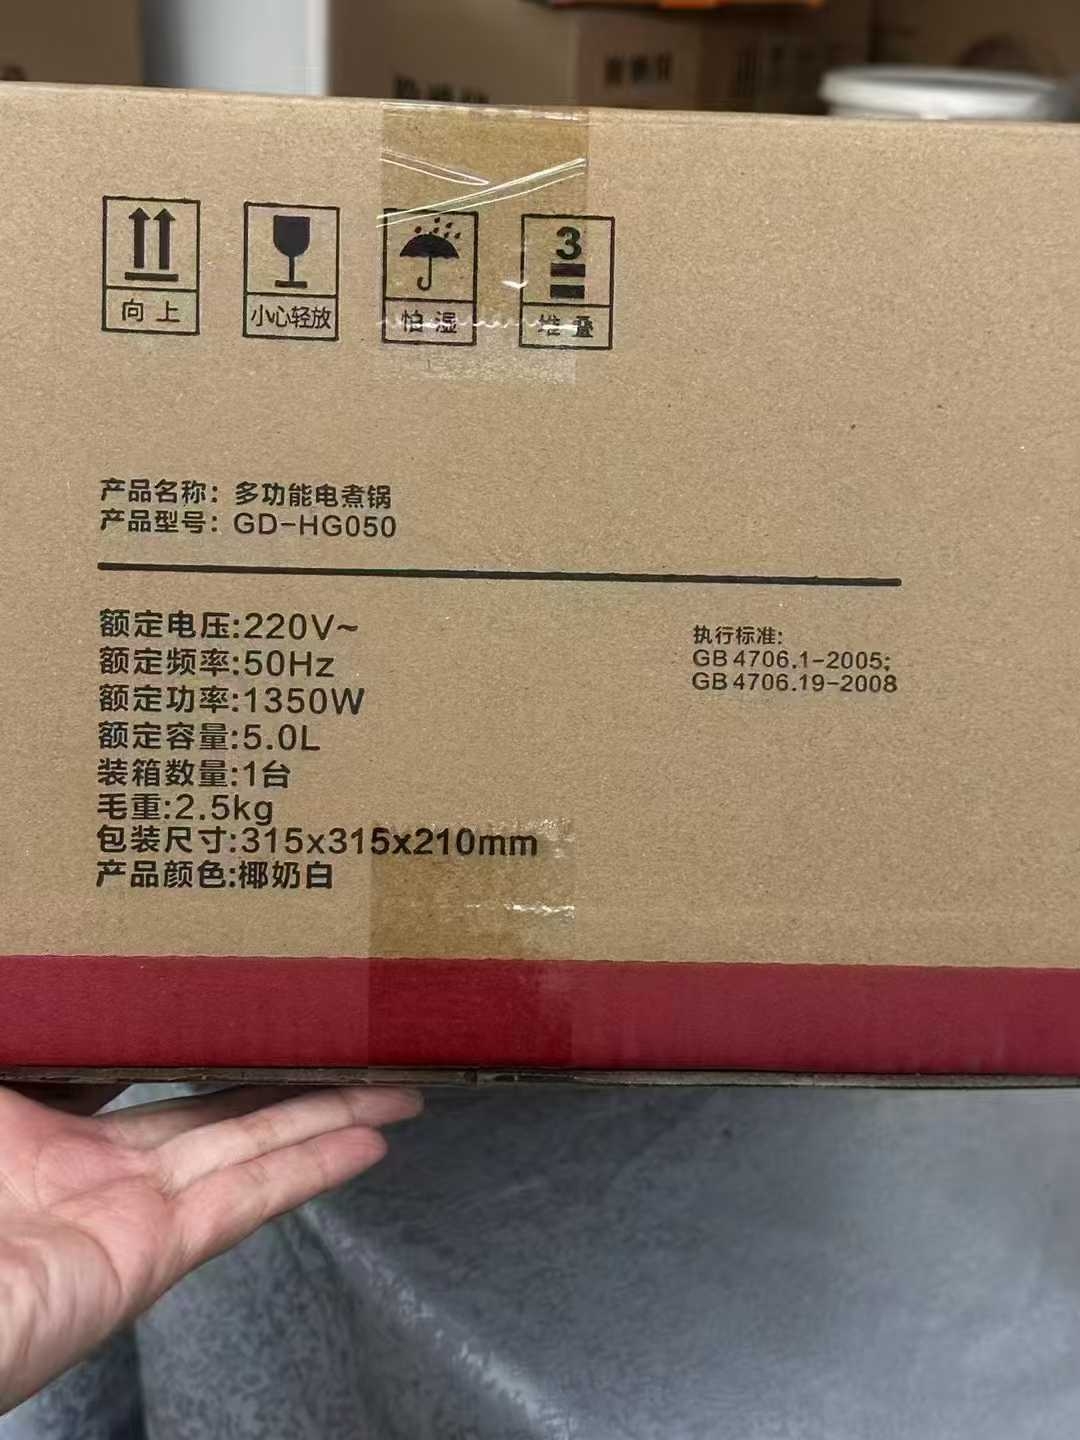 向上
小心轻放
怕湿
3
堆叠
产品名称：多功能电煮锅
产品型号：GD-HG050
额定电压:220V~
额定频率:50Hz
额定功率:1350W
额定容量:5.0L
装箱数量:1台
毛重:2.5kg
包装尺寸:315x315x210mm
产品颜色:椰奶白
执行标准:
GB 4706.1-2005;
GB 4706.19-2008